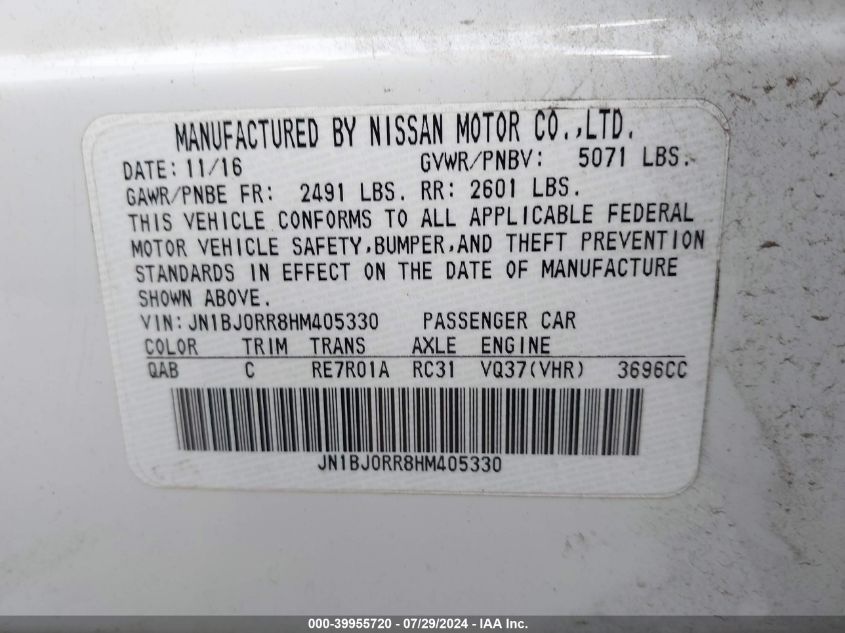 MANUFACTURED BY NISSAN MOTOR CO.,LTD.
DATE: 11/16 GVWR/PNBV: 5071 LBS.
GAWR/PNBE FR: 2491 LBS. RR: 2601 LBS.
THIS VEHICLE CONFORMS TO ALL APPLICABLE FEDERAL
MOTOR VEHICLE SAFETY,BUMPER,AND THEFT PREVENTION
STANDARDS IN EFFECT ON THE DATE OF MANUFACTURE
SHOWN ABOVE.
VIN: JN1BJ0RR8HM405330 PASSENGER CAR
COLOR TRIM TRANS AXLE ENGINE
QAB C RE7R01A RC31 VQ37(VHR) 3696CC
JN1BJ0RR8HM405330
000-39955720 - 07/29/2024 - IAA Inc.